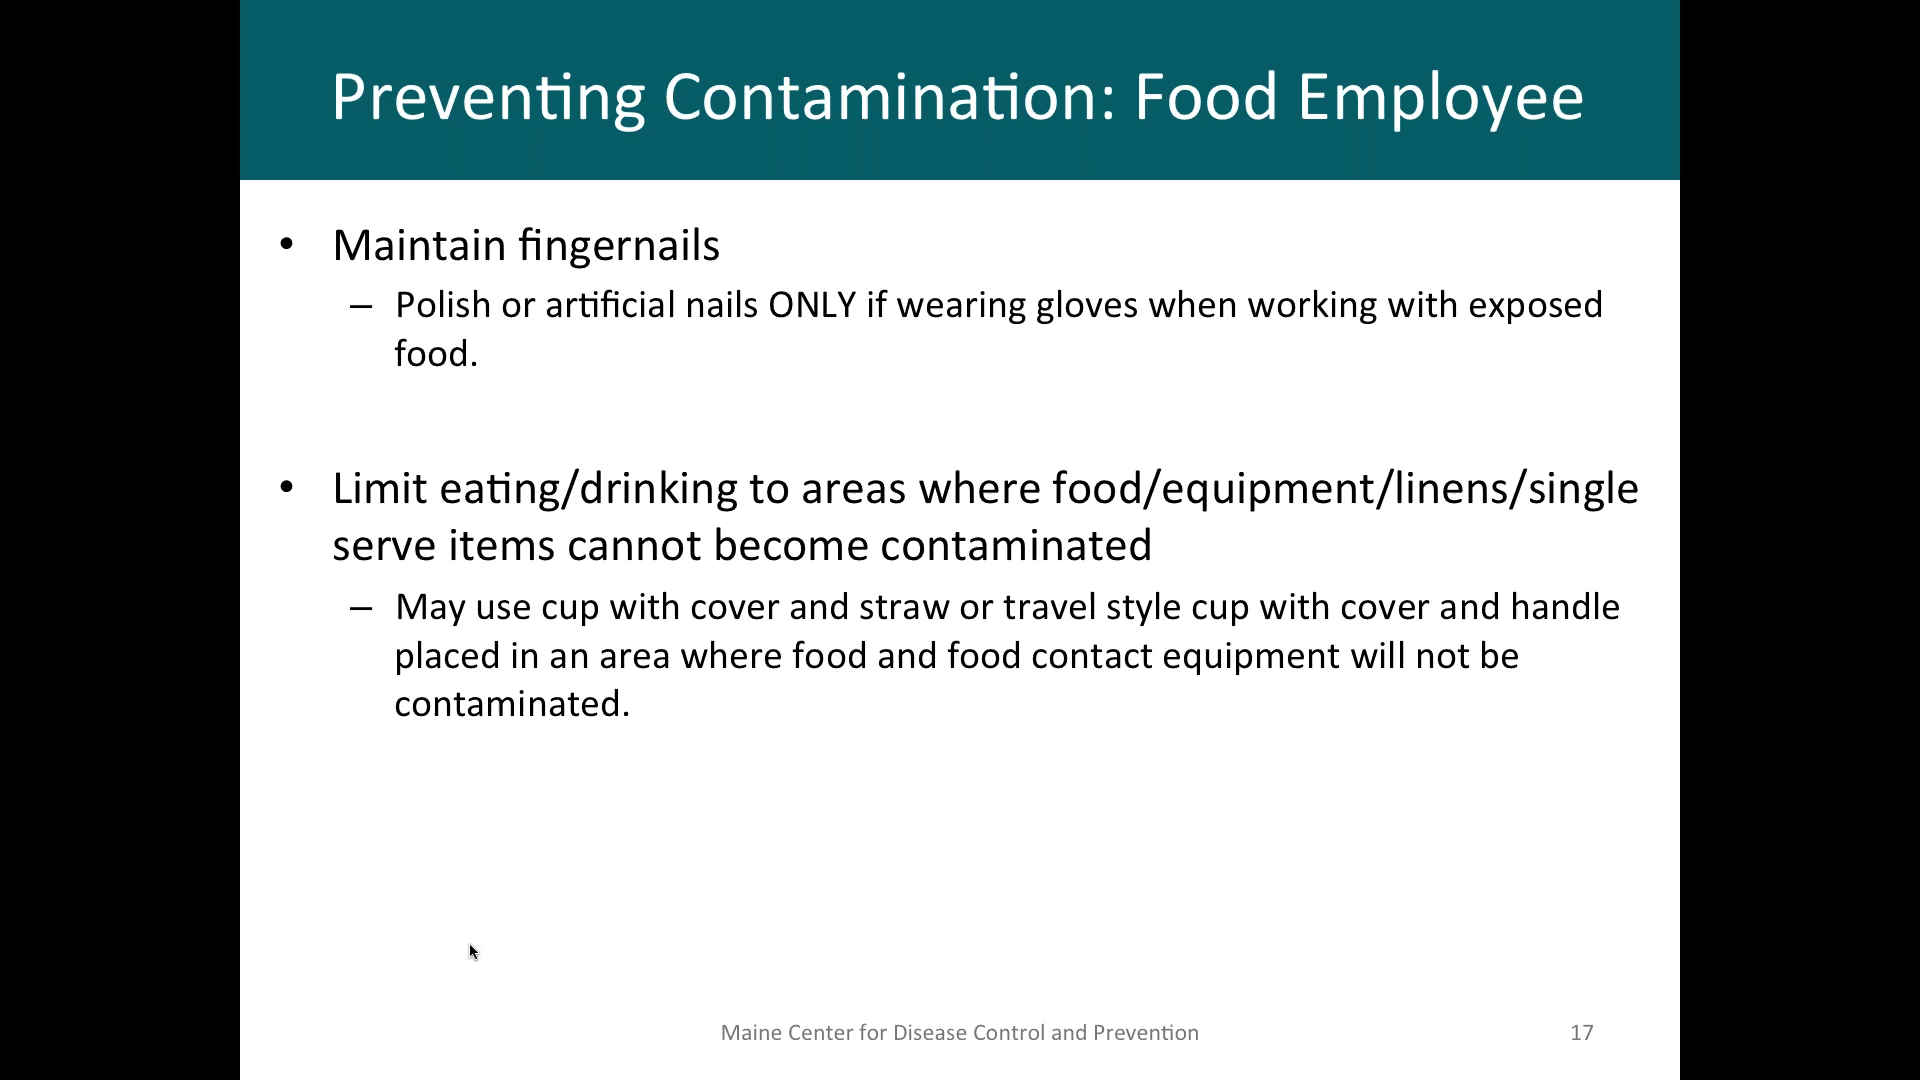 Preventing Contamination: Food Employee
• Maintain fingernails
– Polish or artificial nails ONLY if wearing gloves when working with exposed
food.
• Limit eating/drinking to areas where food/equipment/linens/single
serve items cannot become contaminated
– May use cup with cover and straw or travel style cup with cover and handle
placed in an area where food and food contact equipment will not be
contaminated.
Maine Center for Disease Control and Prevention
17